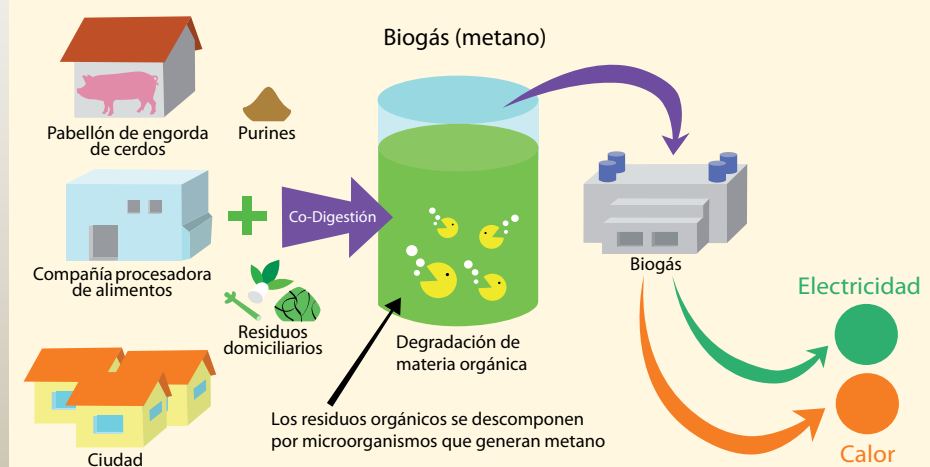 Biogás (metano)
Pabellón de engorda
de cerdos
Purines
Co-Digestión
Compañía procesadora
de alimentos
Residuos
domiciliarios
Ciudad
Degradación de
materia orgánica
Los residuos orgánicos se descomponen
por microorganismos que generan metano
Biogás
Electricidad
Calor